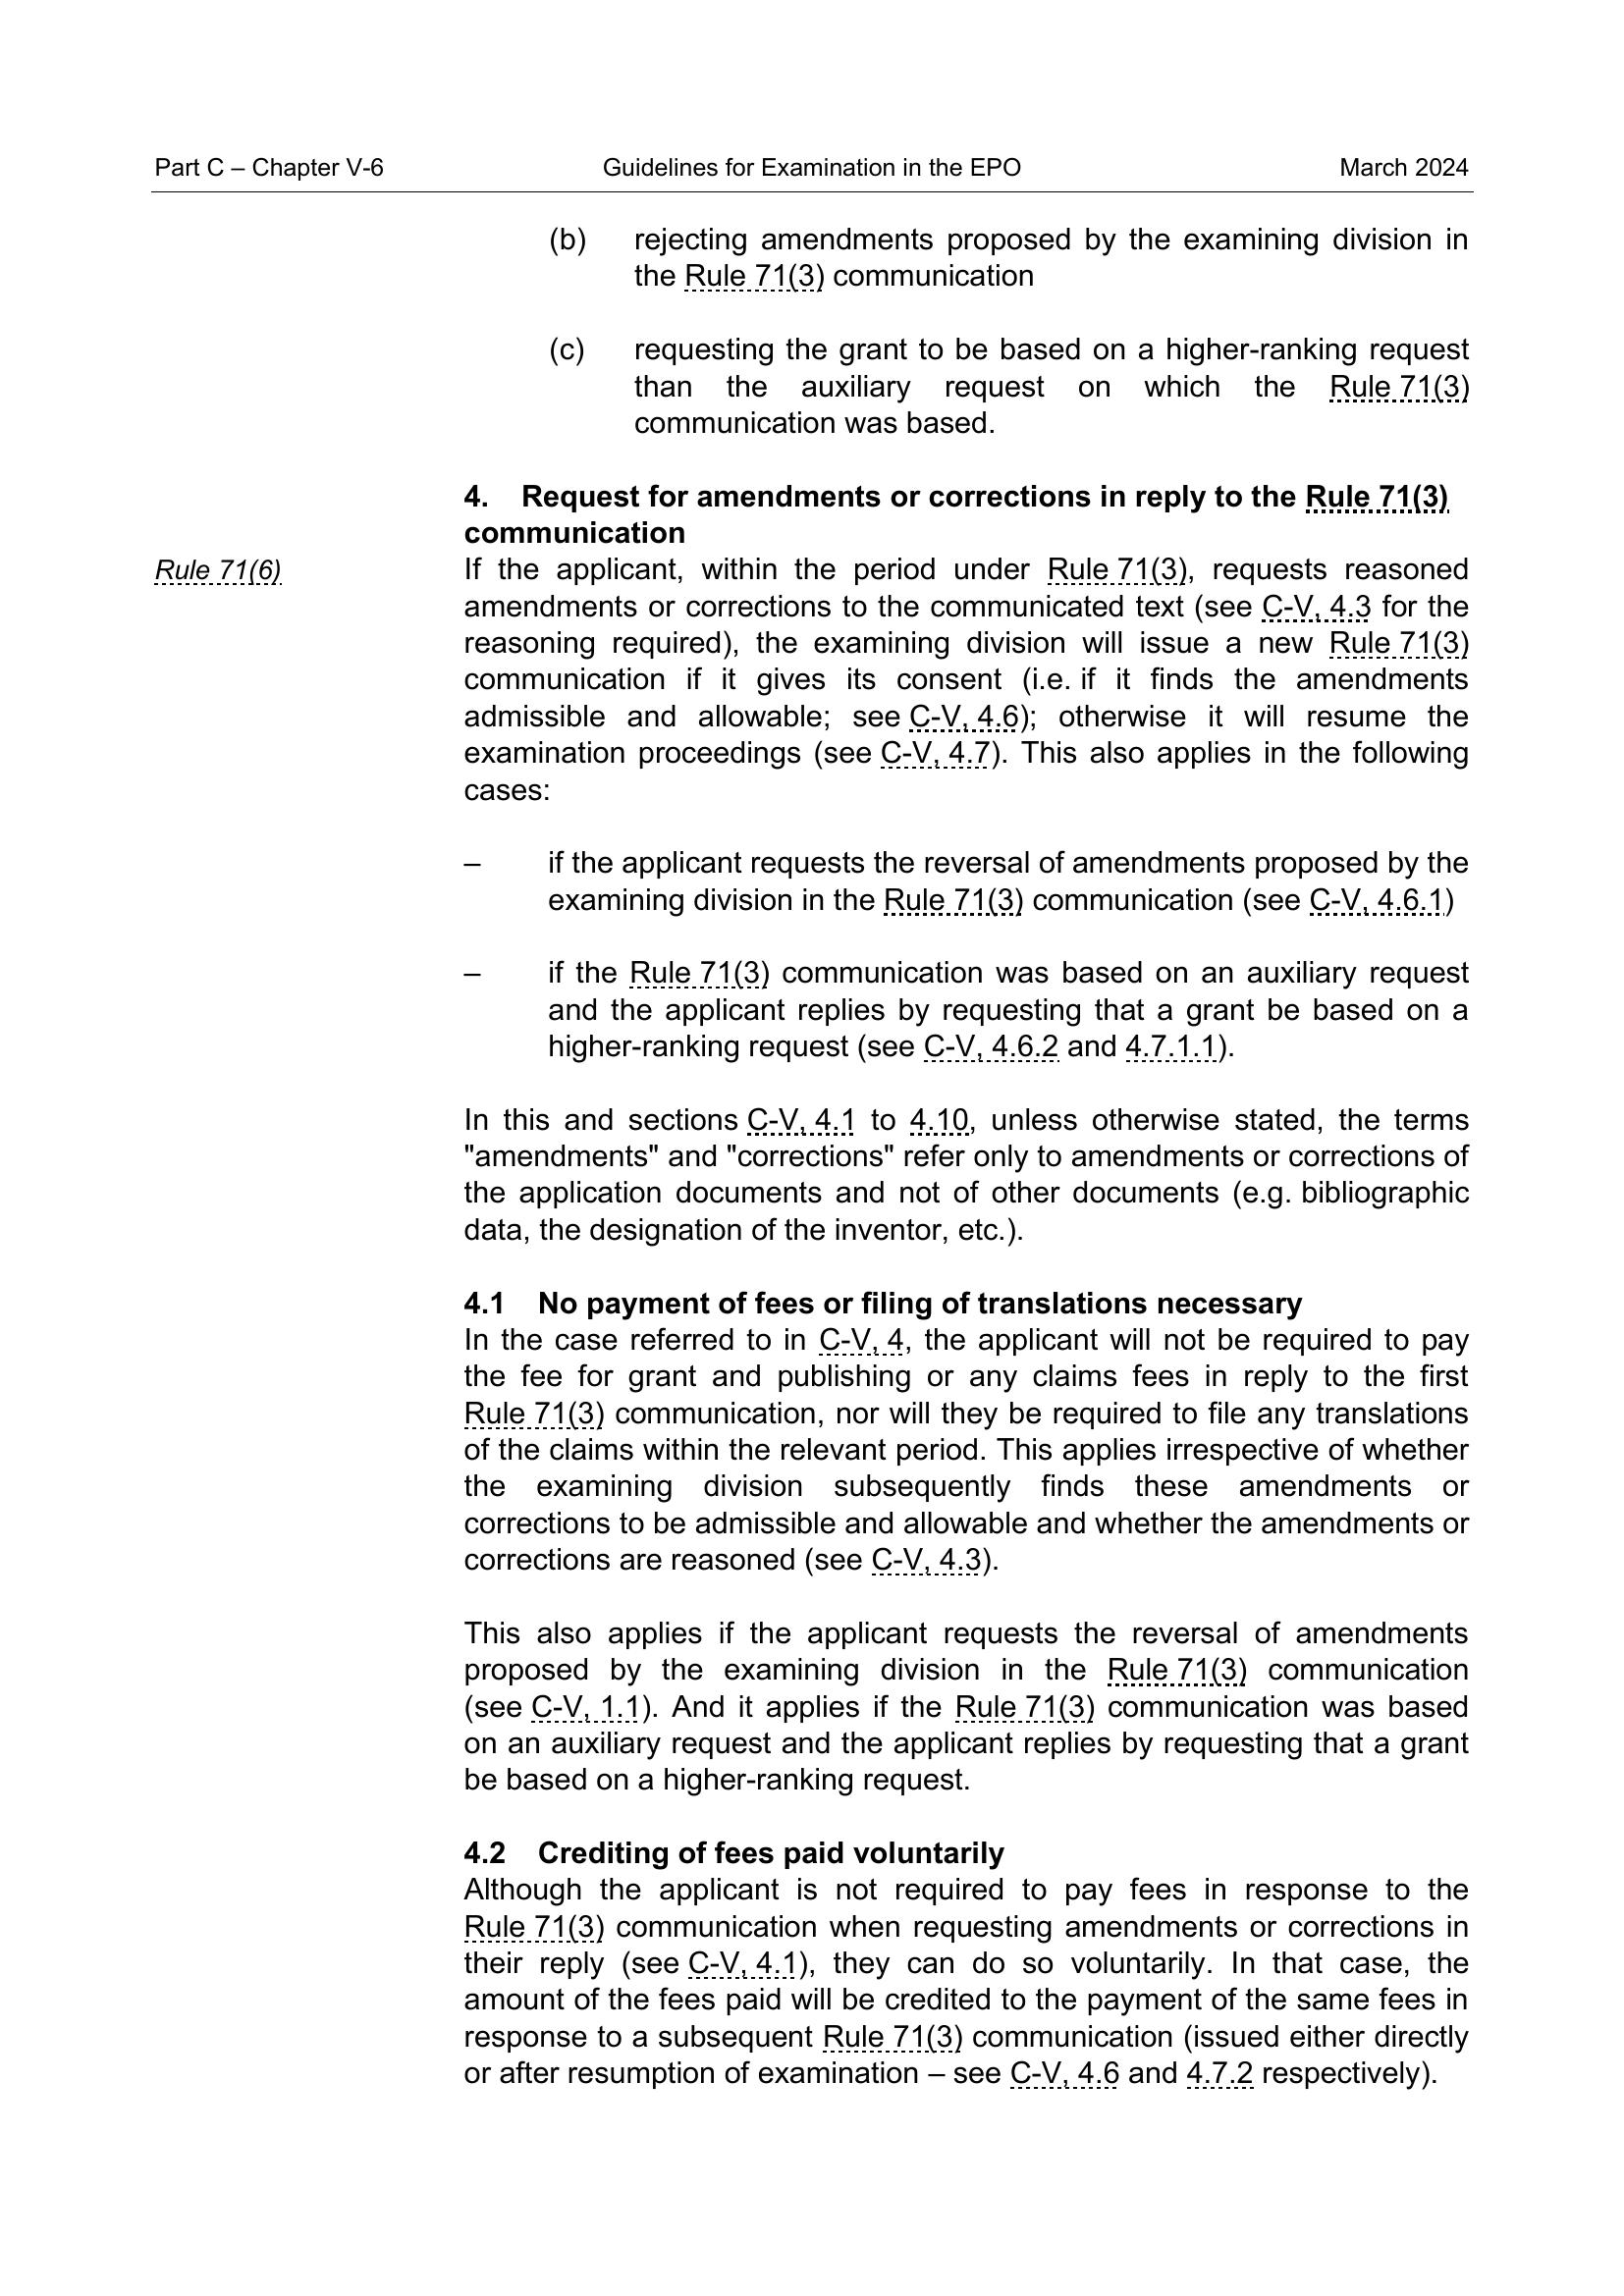 Part C – Chapter V-6 Guidelines for Examination in the EPO March 2024
(b) rejecting amendments proposed by the examining division in
the Rule 71(3) communication
(c) requesting the grant to be based on a higher-ranking request
than the auxiliary request on which the Rule 71(3)
communication was based.
4. Request for amendments or corrections in reply to the Rule 71(3)
communication
Rule 71(6)
If the applicant, within the period under Rule 71(3), requests reasoned
amendments or corrections to the communicated text (see C-V, 4.3 for the
reasoning required), the examining division will issue a new Rule 71(3)
communication if it gives its consent (i.e. if it finds the amendments
admissible and allowable; see C-V, 4.6); otherwise it will resume the
examination proceedings (see C-V, 4.7). This also applies in the following
cases:
– if the applicant requests the reversal of amendments proposed by the
examining division in the Rule 71(3) communication (see C-V, 4.6.1)
– if the Rule 71(3) communication was based on an auxiliary request
and the applicant replies by requesting that a grant be based on a
higher-ranking request (see C-V, 4.6.2 and 4.7.1.1).
In this and sections C-V, 4.1 to 4.10, unless otherwise stated, the terms
"amendments" and "corrections" refer only to amendments or corrections of
the application documents and not of other documents (e.g. bibliographic
data, the designation of the inventor, etc.).
4.1 No payment of fees or filing of translations necessary
In the case referred to in C-V, 4, the applicant will not be required to pay
the fee for grant and publishing or any claims fees in reply to the first
Rule 71(3) communication, nor will they be required to file any translations
of the claims within the relevant period. This applies irrespective of whether
the examining division subsequently finds these amendments or
corrections to be admissible and allowable and whether the amendments or
corrections are reasoned (see C-V, 4.3).
This also applies if the applicant requests the reversal of amendments
proposed by the examining division in the Rule 71(3) communication
(see C-V, 1.1). And it applies if the Rule 71(3) communication was based
on an auxiliary request and the applicant replies by requesting that a grant
be based on a higher-ranking request.
4.2 Crediting of fees paid voluntarily
Although the applicant is not required to pay fees in response to the
Rule 71(3) communication when requesting amendments or corrections in
their reply (see C-V, 4.1), they can do so voluntarily. In that case, the
amount of the fees paid will be credited to the payment of the same fees in
response to a subsequent Rule 71(3) communication (issued either directly
or after resumption of examination – see C-V, 4.6 and 4.7.2 respectively).